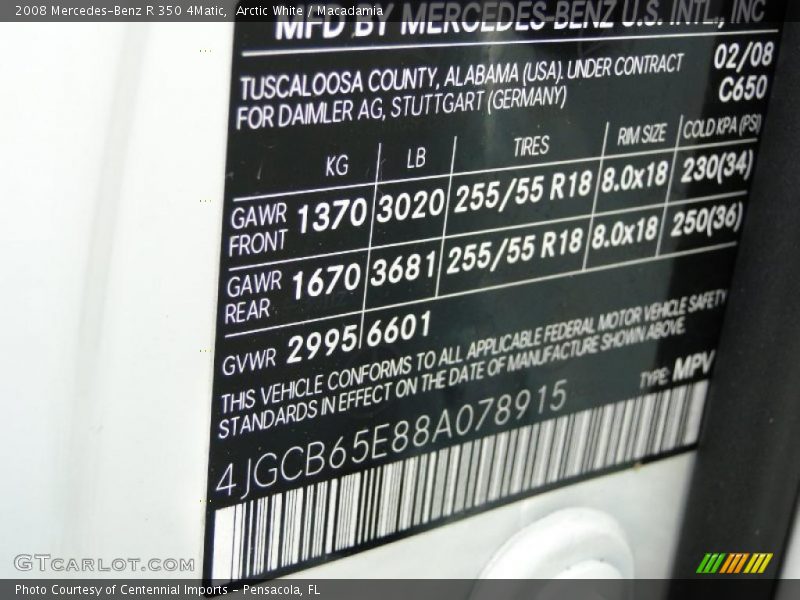 2008 Mercedes-Benz R 350 4Matic, Arctic White / Macadamia
MFD BY MERCEDES-BENZ U.S. INTL., INC
TUSCALOOSA COUNTY, ALABAMA (USA). UNDER CONTRACT 02/08
FOR DAIMLER AG, STUTTGART (GERMANY) C650
KG LB TIRES RIM SIZE COLD KPA (PSI)
GAWR FRONT 1370 3020 255/55 R18 8.0x18 230(34)
GAWR REAR 1670 3681 255/55 R18 8.0x18 250(36)
GVWR 2995 6601
THIS VEHICLE CONFORMS TO ALL APPLICABLE FEDERAL MOTOR VEHICLE SAFETY
STANDARDS IN EFFECT ON THE DATE OF MANUFACTURE SHOWN ABOVE.
TYPE: MPV
4JGCB65E88A078915
GTCARLOT.COM
Photo Courtesy of Centennial Imports - Pensacola, FL